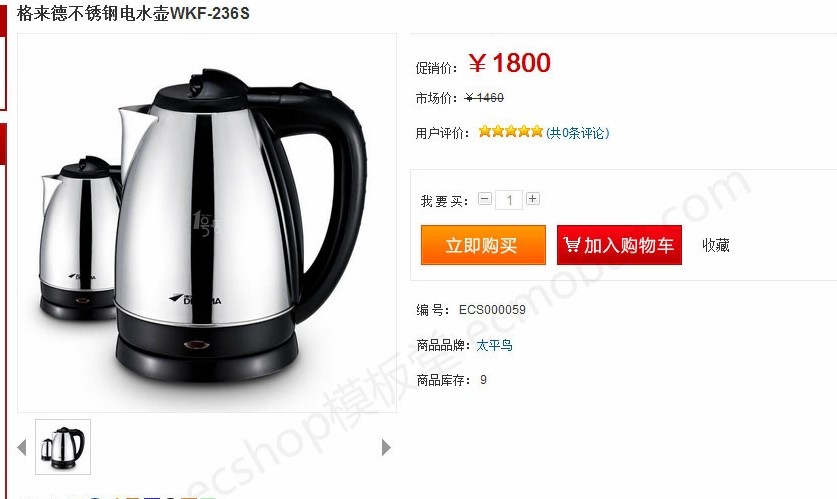 格来德不锈钢电水壶WKF-236S
促销价：￥1800
市场价：￥1460
用户评价： (共0条评论)
我 要 买： 1
立即购买 加入购物车 收藏
编 号： ECS000059
商品品牌：太平鸟
商品库存： 9
1号
ecshop模板堂 ecmoban.com